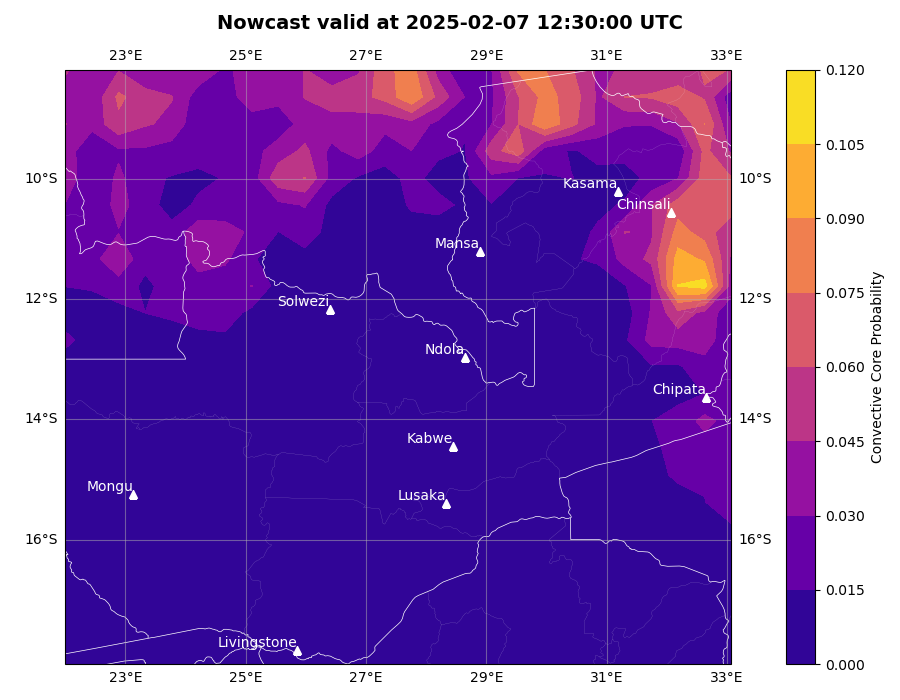 Nowcast valid at 2025-02-07 12:30:00 UTC
23°E 25°E 27°E 29°E 31°E 33°E
0.120
0.105
10°S Kasama 10°S
Chinsali
0.090
Mansa
0.075
12°S Solwezi 12°S
Ndola
0.060
Chipata
14°S 14°S
Kabwe
0.045
Mongu
Lusaka
0.030
16°S 16°S
0.015
Livingstone
0.000
23°E 25°E 27°E 29°E 31°E 33°E
Convective Core Probability